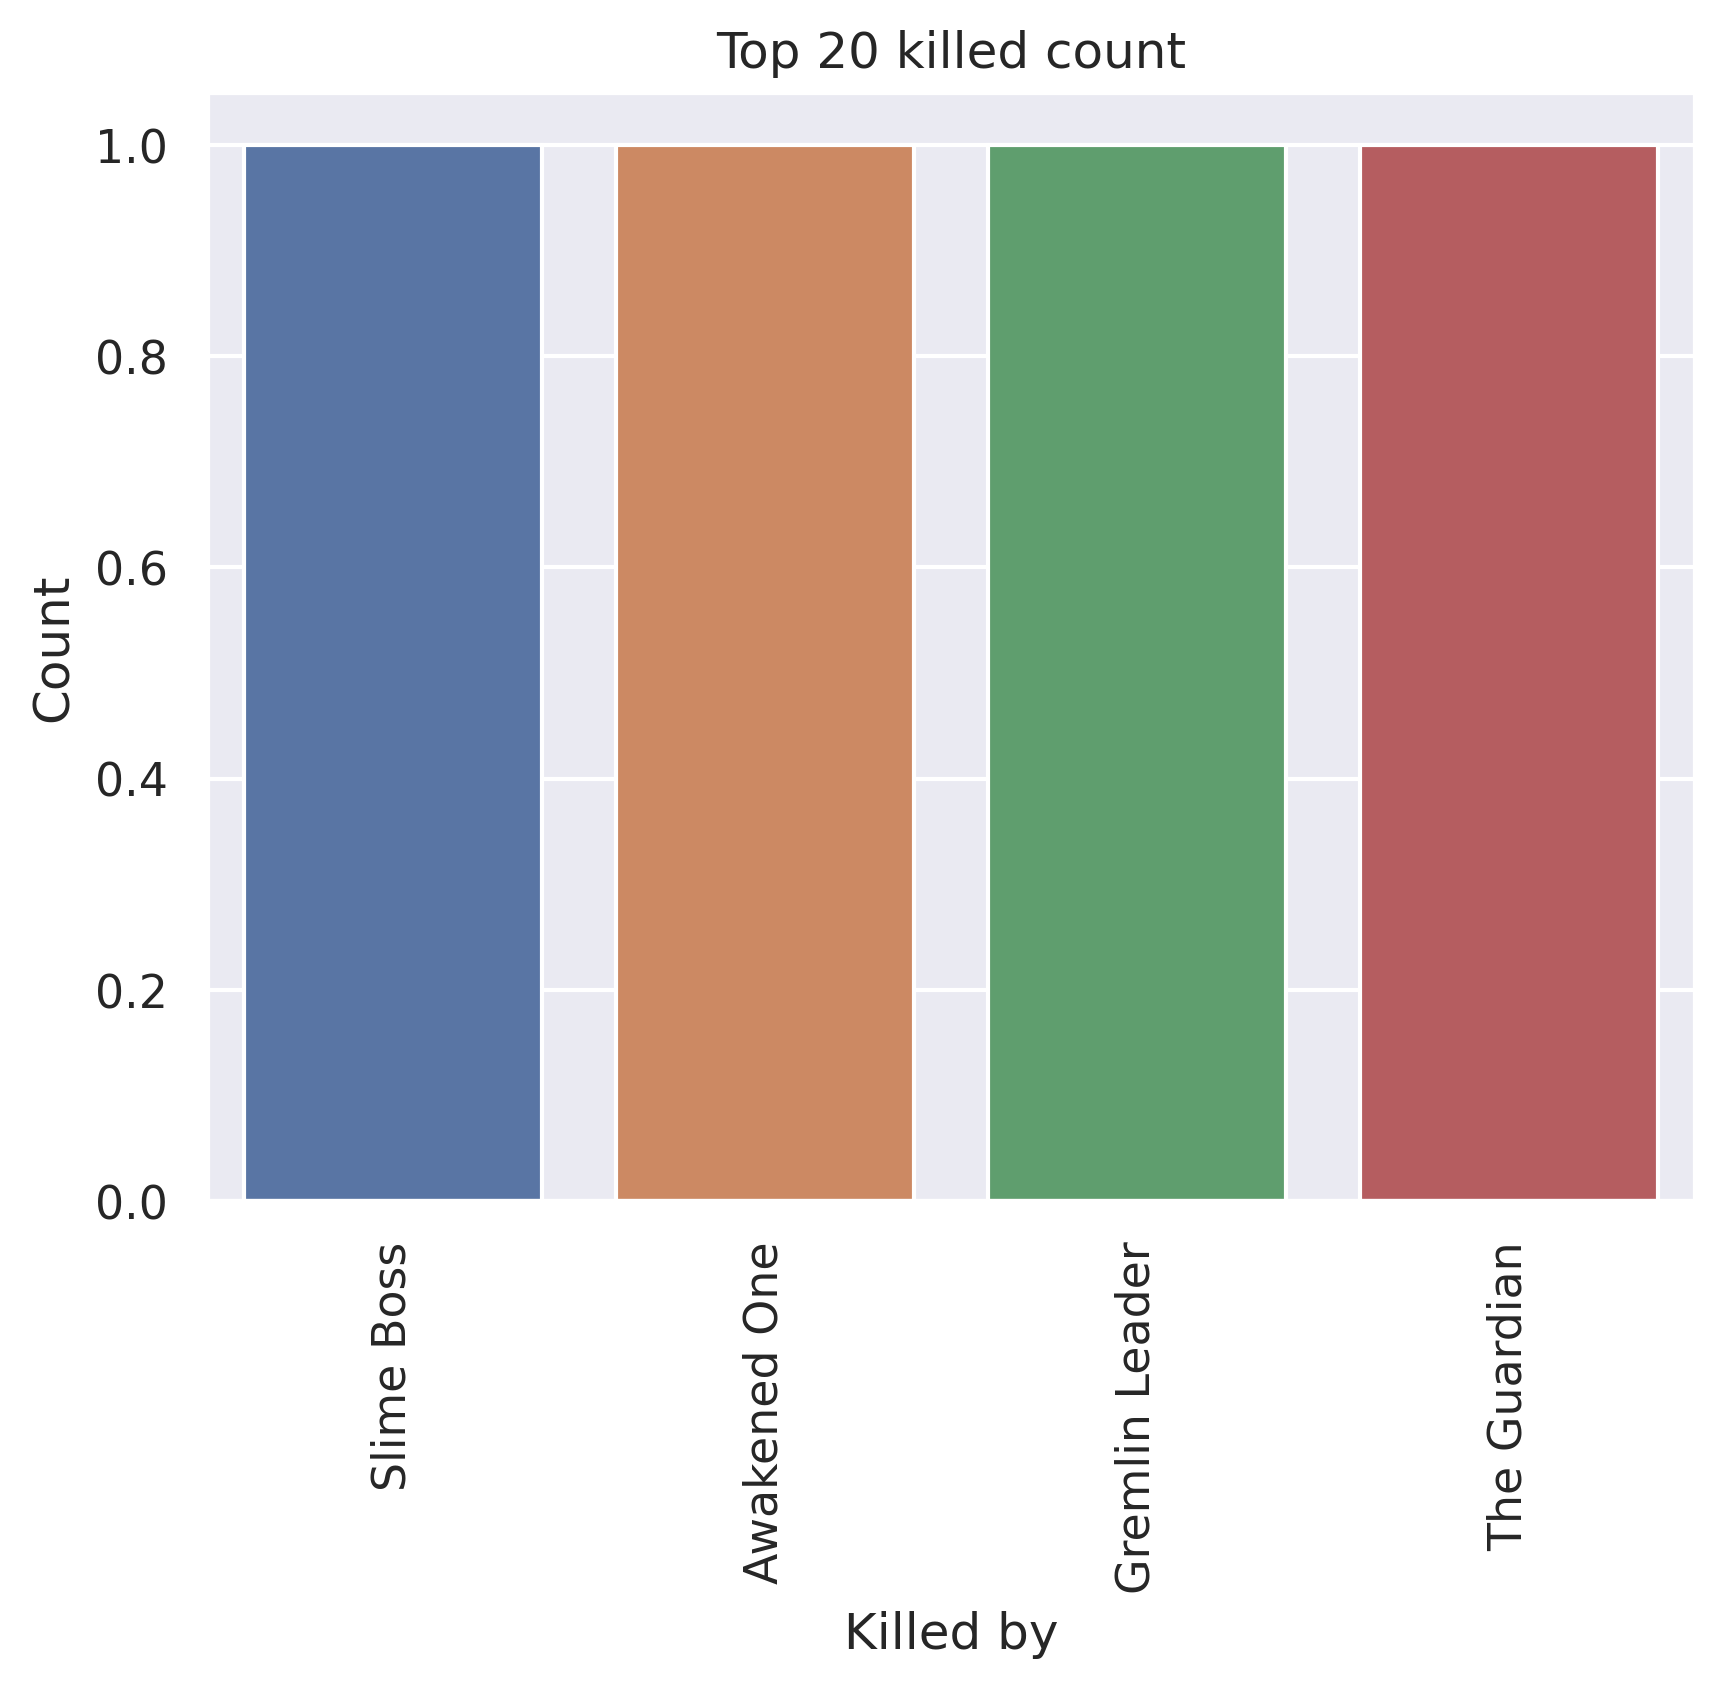 Top 20 killed count
Count
1.0
0.8
0.6
0.4
0.2
0.0
Slime Boss
Awakened One
Gremlin Leader
The Guardian
Killed by